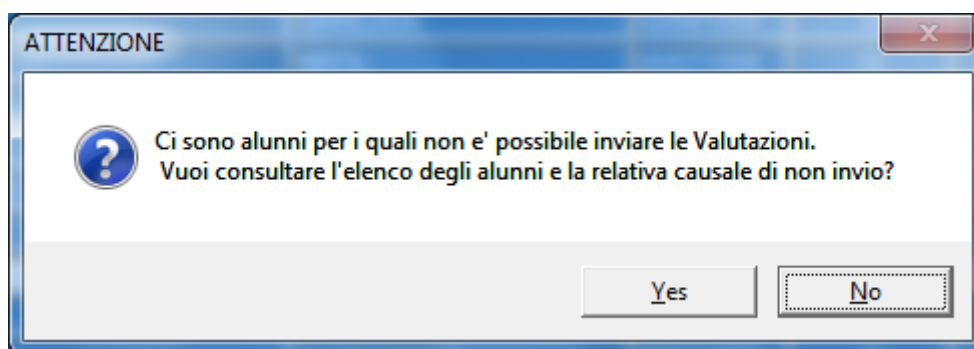 ATTENZIONE
Ci sono alunni per i quali non e' possibile inviare le Valutazioni.
Vuoi consultare l'elenco degli alunni e la relativa causale di non invio?
Yes
No